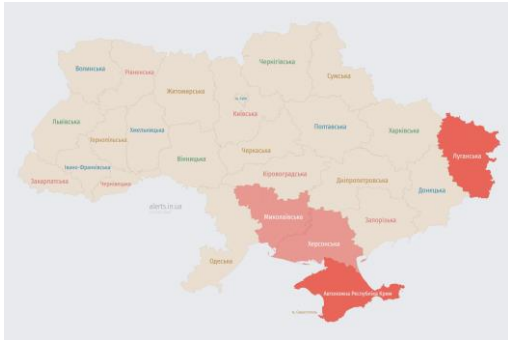 Чернігівська
Волинська
Рівненська
Сумська
Житомирська
м. Київ
Київська
Львівська
Полтавська
Харківська
Хмельницька
Тернопільська
Черкаська
Луганська
Вінницька
Івано-Франківська
Кіровоградська
Закарпатська
Чернівецька
Дніпропетровська
Донецька
alerts.in.ua
Миколаївська
Запорізька
Херсонська
Одеська
Автономна Республіка Крим